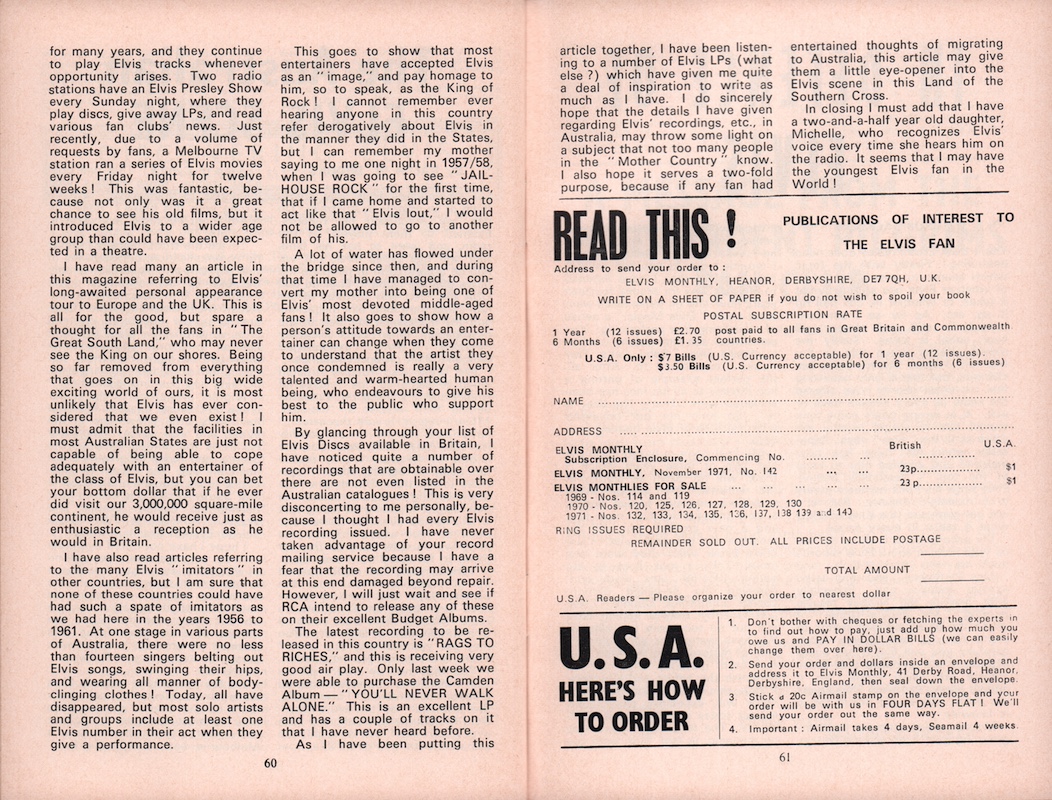 for many years, and they continue
to play Elvis tracks whenever
opportunity arises. Two radio
stations have an Elvis Presley Show
every Sunday night, where they
play discs, give away LPs, and read
various fan clubs' news. Just
recently, due to a volume of
requests by fans, a Melbourne TV
station ran a series of Elvis movies
every Friday night for twelve
weeks! This was fantastic, be-
cause not only was it a great
chance to see his old films, but it
introduced Elvis to a wider age
group than could have been expec-
ted in a theatre.
I have read many an article in
this magazine referring to Elvis'
long-awaited personal appearance
tour to Europe and the UK. This is
all for the good, but spare a
thought for all the fans in "The
Great South Land," who may never
see the King on our shores. Being
so far removed from everything
that goes on in this big wide
exciting world of ours, it is most
unlikely that Elvis has ever con-
sidered that we even exist! I
must admit that the facilities in
most Australian States are just not
capable of being able to cope
adequately with an entertainer of
the class of Elvis, but you can bet
your bottom dollar that if he ever
did visit our 3,000,000 square-mile
continent, he would receive just as
enthusiastic a reception as he
would in Britain.
I have also read articles referring
to the many Elvis "imitators" in
other countries, but I am sure that
none of these countries could have
had such a spate of imitators as
we had here in the years 1956 to
1961. At one stage in various parts
of Australia, there were no less
than fourteen singers belting out
Elvis songs, swinging their hips,
and wearing all manner of body-
clinging clothes! Today, all have
disappeared, but most solo artists
and groups include at least one
Elvis number in their act when they
give a performance.
This goes to show that most
entertainers have accepted Elvis
as an "image," and pay homage to
him, so to speak, as the King of
Rock! I cannot remember ever
hearing anyone in this country
refer derogatively about Elvis in
the manner they did in the States,
but I can remember my mother
saying to me one night in 1957/58,
when I was going to see "JAIL-
HOUSE ROCK" for the first time,
that if I came home and started to
act like that "Elvis lout," I would
not be allowed to go to another
film of his.
A lot of water has flowed under
the bridge since then, and during
that time I have managed to con-
vert my mother into being one of
Elvis' most devoted middle-aged
fans! It also goes to show how a
person's attitude towards an enter-
tainer can change when they come
to understand that the artist they
once condemned is really a very
talented and warm-hearted human
being, who endeavours to give his
best to the public who support
him.
By glancing through your list of
Elvis Discs available in Britain, I
have noticed quite a number of
recordings that are obtainable over
there are not even listed in the
Australian catalogues! This is very
disconcerting to me personally, be-
cause I thought I had every Elvis
recording issued. I have never
taken advantage of your record
mailing service because I have a
fear that the recording may arrive
at this end damaged beyond repair.
However, I will just wait and see if
RCA intend to release any of these
on their excellent Budget Albums.
The latest recording to be re-
leased in this country is "RAGS TO
RICHES," and this is receiving very
good air play. Only last week we
were able to purchase the Camden
Album — "YOU'LL NEVER WALK
ALONE." This is an excellent LP
and has a couple of tracks on it
that I have never heard before.
As I have been putting this
60
article together, I have been listen-
ing to a number of Elvis LPs (what
else?) which have given me quite
a deal of inspiration to write as
much as I have. I do sincerely
hope that the details I have given
regarding Elvis' recordings, etc., in
Australia, may throw some light on
a subject that not too many people
in the "Mother Country" know.
I also hope it serves a two-fold
purpose, because if any fan had
entertained thoughts of migrating
to Australia, this article may give
them a little eye-opener into the
Elvis scene in this Land of the
Southern Cross.
In closing I must add that I have
a two-and-a-half year old daughter,
Michelle, who recognizes Elvis'
voice every time she hears him on
the radio. It seems that I may have
the youngest Elvis fan in the
World!
READ THIS !
PUBLICATIONS OF INTEREST TO
THE ELVIS FAN
Address to send your order to :
ELVIS MONTHLY, HEANOR, DERBYSHIRE, DE7 7QH, U.K.
WRITE ON A SHEET OF PAPER if you do not wish to spoil your book
POSTAL SUBSCRIPTION RATE
1 Year (12 issues) £2.70 post paid to all fans in Great Britain and Commonwealth
6 Months (6 issues) £1.35 countries.
U.S.A. Only : $7 Bills (U.S. Currency acceptable) for 1 year (12 issues).
$3.50 Bills (U.S. Currency acceptable) for 6 months (6 issues)
NAME
ADDRESS
British U.S.A.
ELVIS MONTHLY
Subscription Enclosure, Commencing No.
ELVIS MONTHLY, November 1971, No. 142 ... ... 23p. $1
ELVIS MONTHLIES FOR SALE 23 p. $1
1969 - Nos. 114 and 119
1970 - Nos. 120, 125, 126, 127, 128, 129, 130
1971 - Nos. 132, 133, 134, 135, 136, 137, 138 139 and 140
RING ISSUES REQUIRED
REMAINDER SOLD OUT. ALL PRICES INCLUDE POSTAGE
TOTAL AMOUNT
U.S.A. Readers — Please organize your order to nearest dollar
U.S.A.
HERE'S HOW
TO ORDER
1. Don't bother with cheques or fetching the experts in
to find out how to pay, just add up how much you
owe us and PAY IN DOLLAR BILLS (we can easily
change them over here).
2. Send your order and dollars inside an envelope and
address it to Elvis Monthly, 41 Derby Road, Heanor,
Derbyshire, England, then seal down the envelope.
3 Stick a 20c Airmail stamp on the envelope and your
order will be with us in FOUR DAYS FLAT! We'll
send your order out the same way.
4. Important : Airmail takes 4 days, Seamail 4 weeks.
61